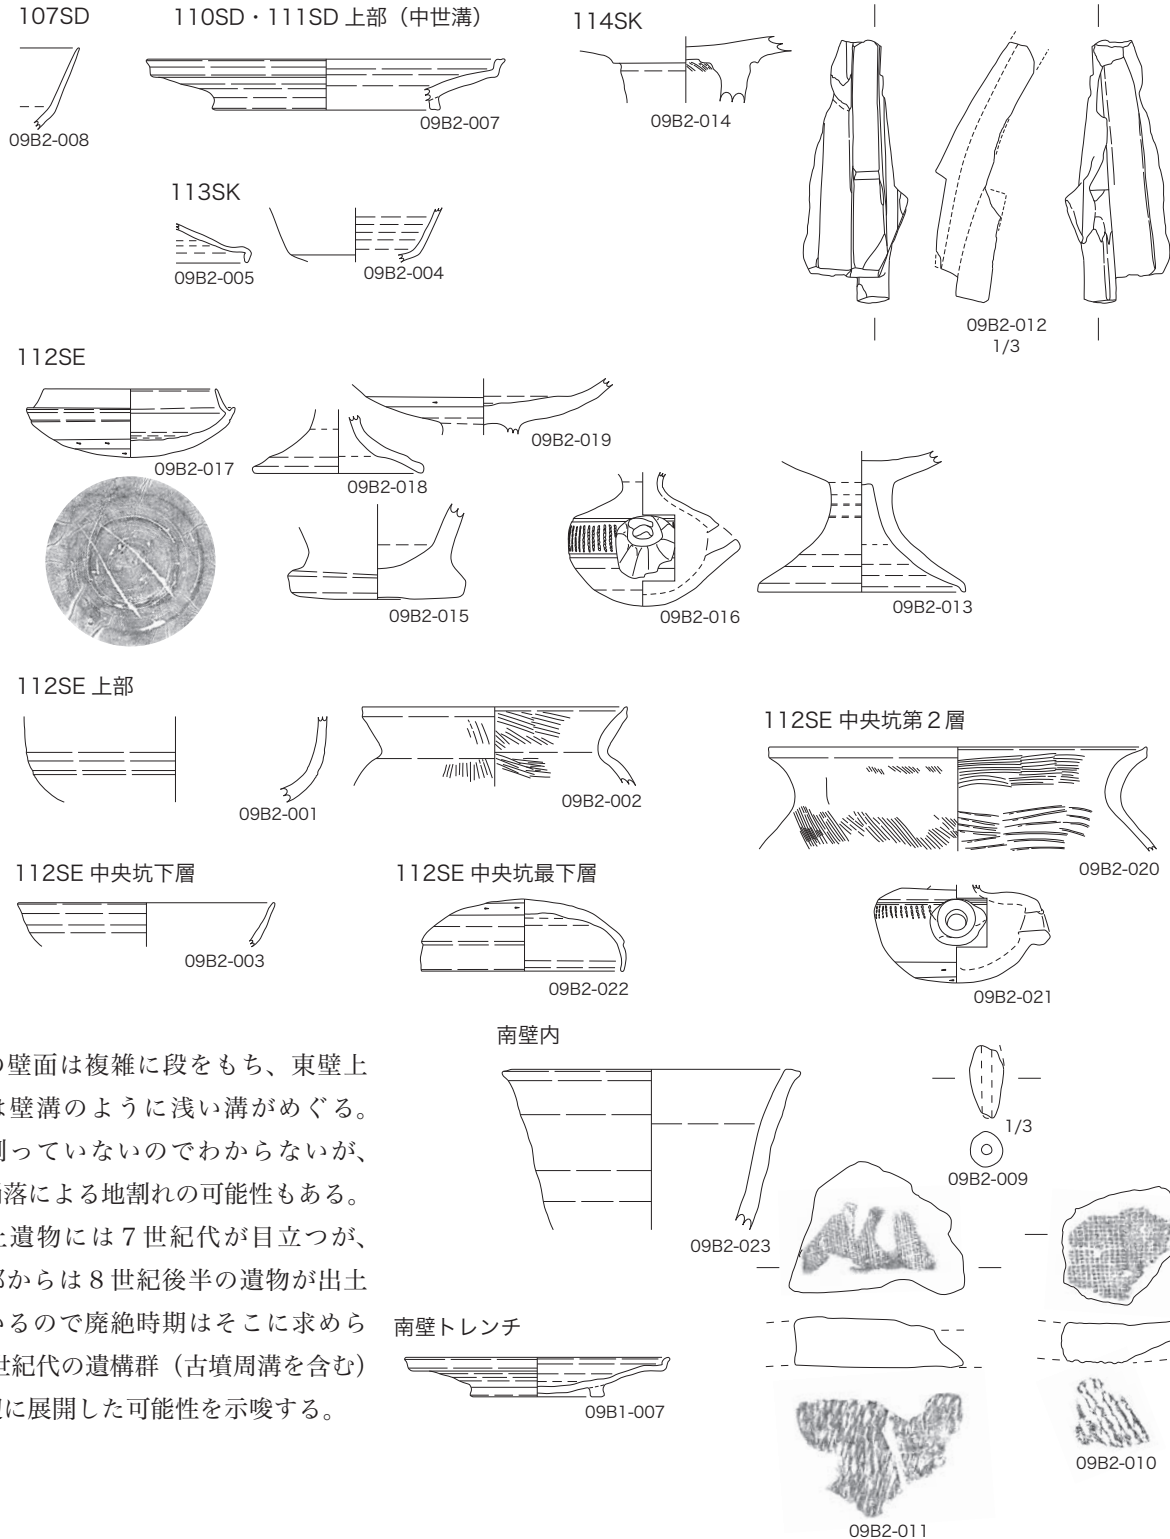 107SD
110SD・111SD 上部（中世溝）
114SK
09B2-008
09B2-007
09B2-014
113SK
09B2-005
09B2-004
09B2-012
1/3
112SE
09B2-017
09B2-018
09B2-019
09B2-015
09B2-016
09B2-013
112SE 上部
09B2-001
09B2-002
112SE 中央坑第２層
09B2-020
112SE 中央坑下層
09B2-003
112SE 中央坑最下層
09B2-022
09B2-021
南壁内
09B2-023
1/3
09B2-009
壁面は複雑に段をもち、東壁上
壁溝のように浅い溝がめぐる。
っていないのでわからないが、
落による地割れの可能性もある。
遺物には７世紀代が目立つが、
からは８世紀後半の遺物が出土
るので廃絶時期はそこに求めら
世紀代の遺構群（古墳周溝を含む）
に展開した可能性を示唆する。
南壁トレンチ
09B1-007
09B2-011
09B2-010